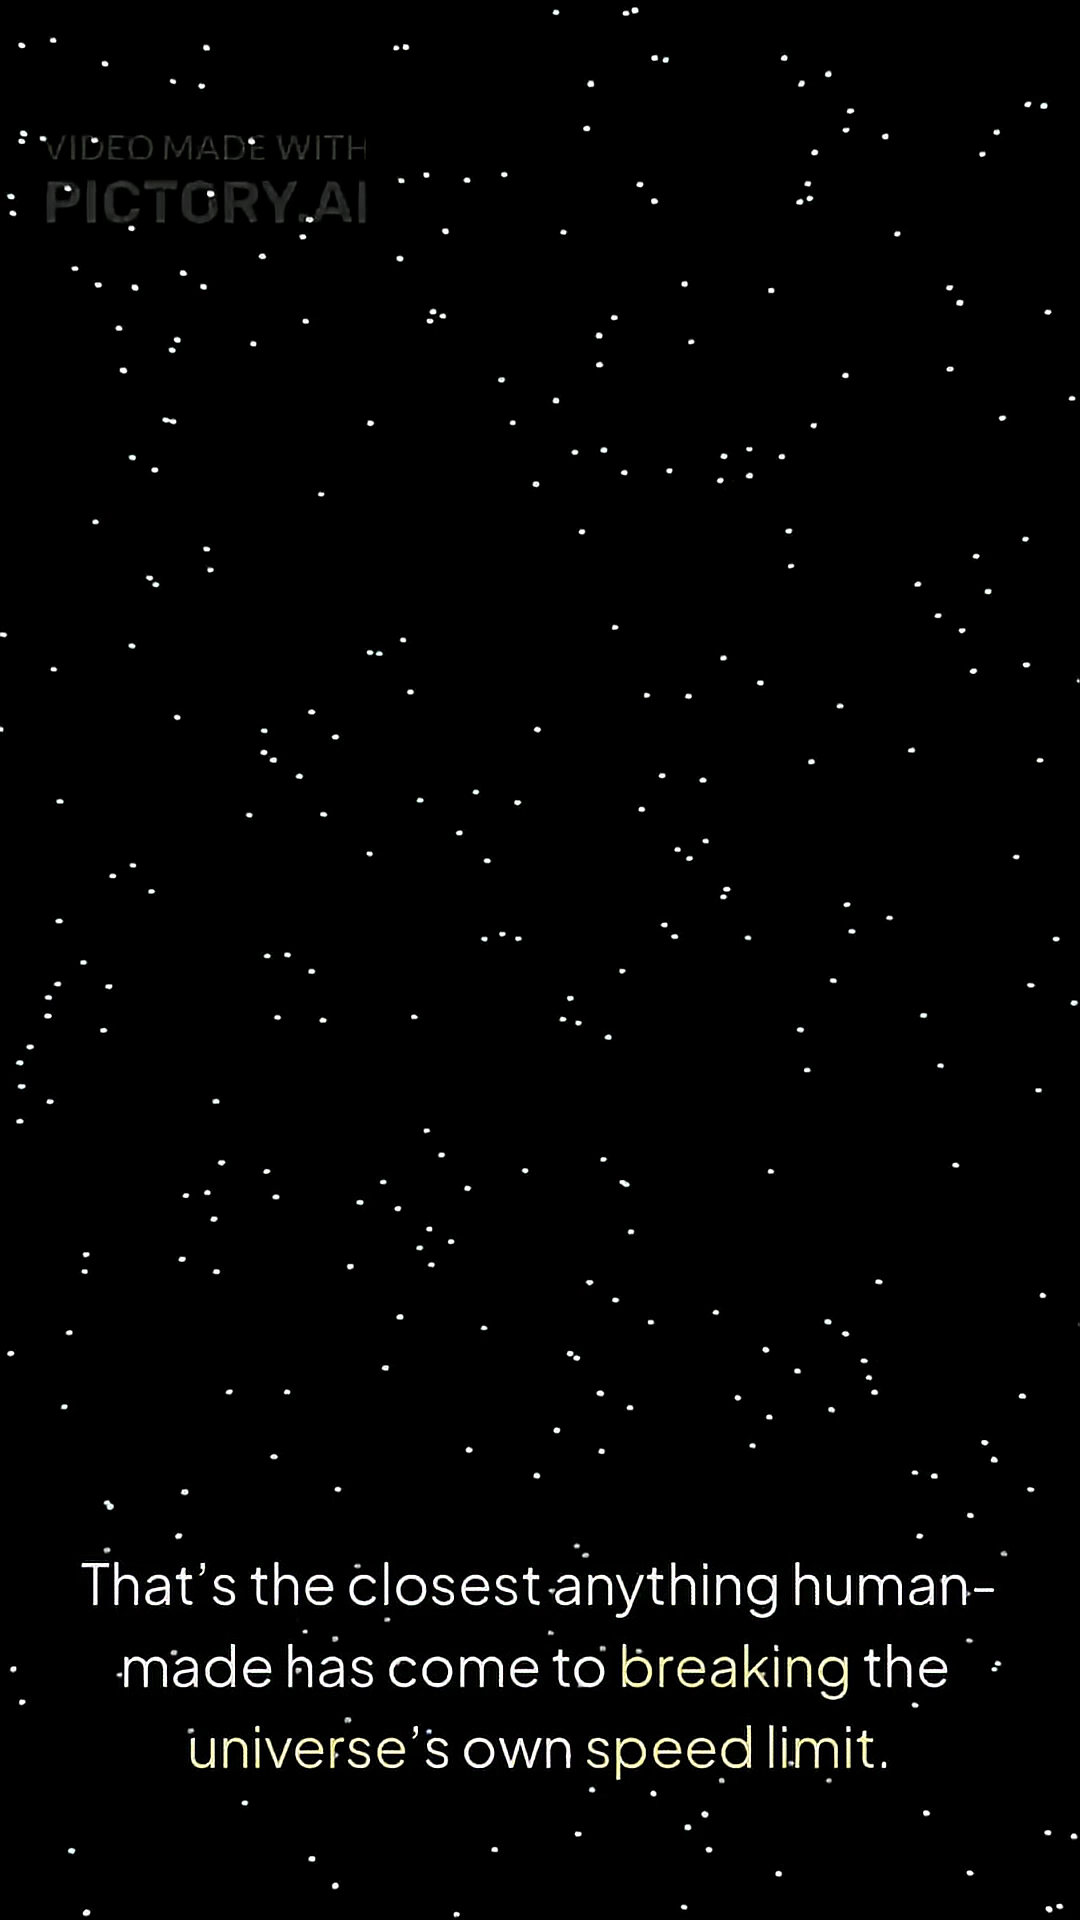 VIDEO MADE WITH
PICTORY.AI
That’s the closest anything human-
made has come to breaking the
universe’s own speed limit.